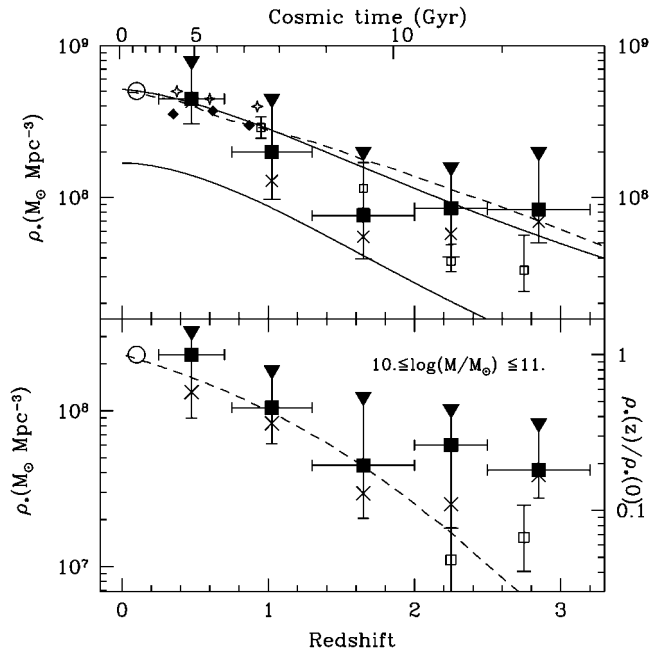 Cosmic time (Gyr)
0 5 10
10⁹ 10⁹
10⁸ 10⁸
ρ*(M⊙ Mpc⁻³)
10.≤log(M/M⊙) ≤11.
1
10⁸
0.1
10⁷
ρ*(M⊙ Mpc⁻³)
ρ*(z)/ρ*(0)
0 1 2 3
Redshift